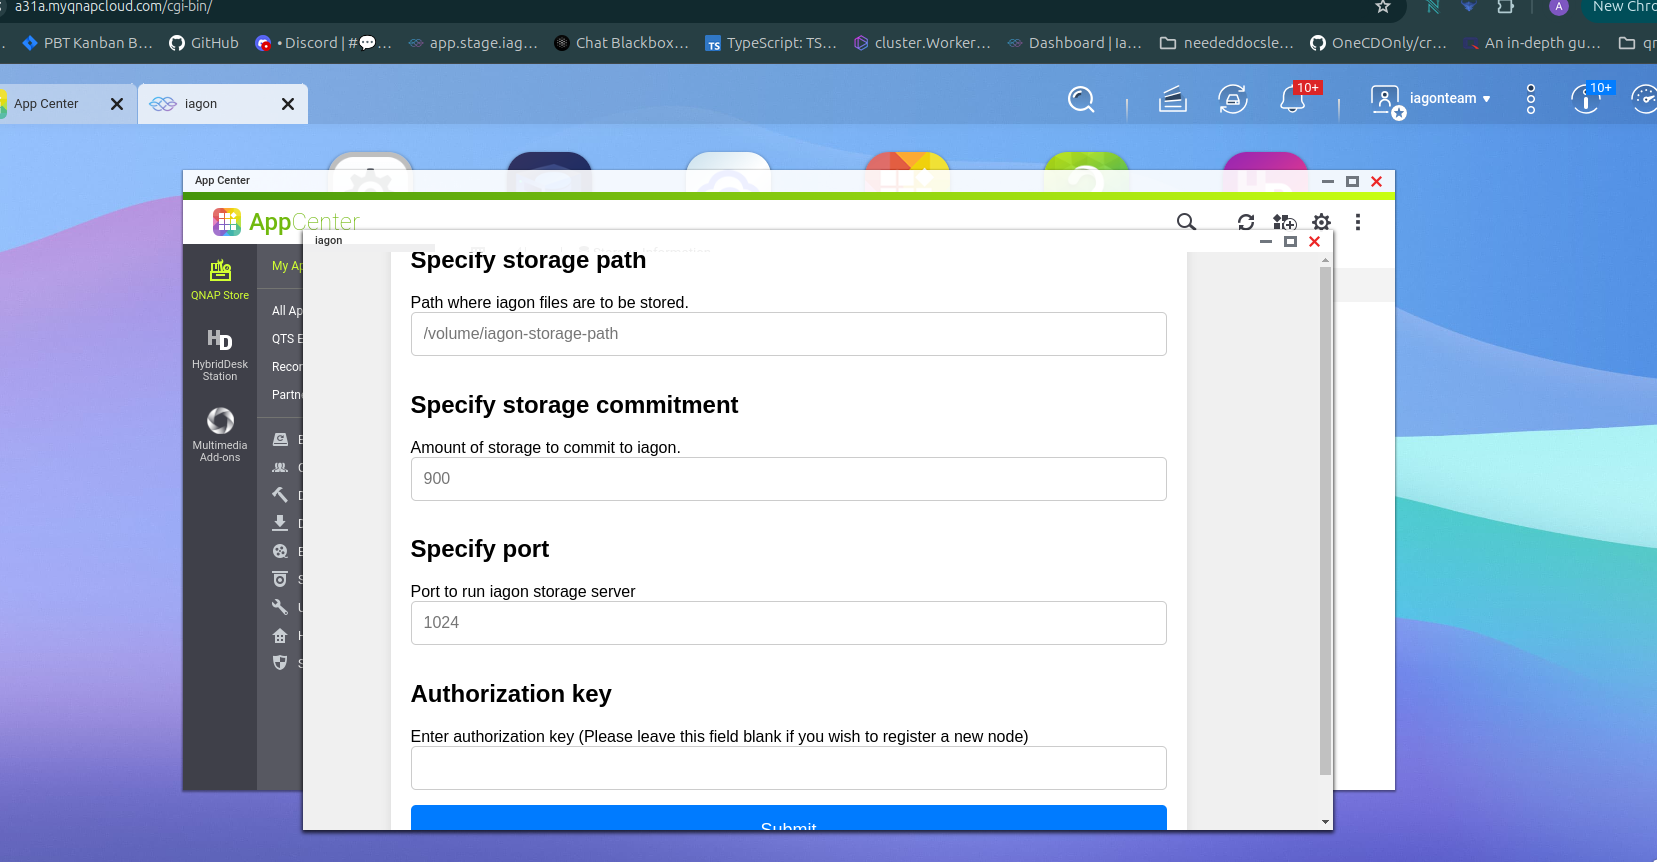 a31a.myqnapcloud.com/cgi-bin/
New Chro
PBT Kanban B...
GitHub
• Discord | #💬...
app.stage.iag...
Chat Blackbox...
TypeScript: TS...
cluster.Worker...
Dashboard | Ia...
neededdocsle...
OneCDOnly/cr...
An in-depth gu...
App Center
iagon
10+
iagonteam
10+
App Center
AppCenter
iagon
QNAP Store
HybridDesk
Station
Multimedia
Add-ons
My Ap
All Ap
QTS E
Recor
Partne
Specify storage path
Path where iagon files are to be stored.
/volume/iagon-storage-path
Specify storage commitment
Amount of storage to commit to iagon.
900
Specify port
Port to run iagon storage server
1024
Authorization key
Enter authorization key (Please leave this field blank if you wish to register a new node)
Submit